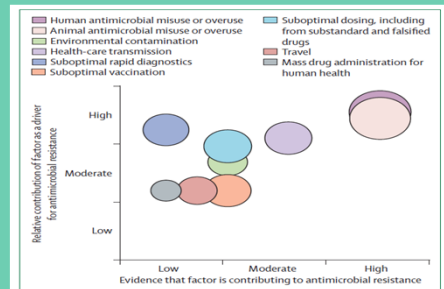 Human antimicrobial misuse or overuse
Animal antimicrobial misuse or overuse
Environmental contamination
Health-care transmission
Suboptimal rapid diagnostics
Suboptimal vaccination
Suboptimal dosing, including
from substandard and falsified
drugs
Travel
Mass drug administration for
human health
Relative contribution of factor as a driver
for antimicrobial resistance
High
Moderate
Low
Low
Moderate
High
Evidence that factor is contributing to antimicrobial resistance